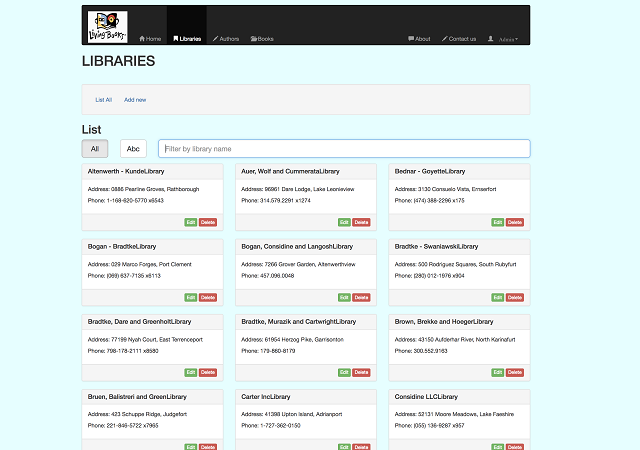 Living Books
Home
Libraries
Authors
Books
About
Contact us
Admin
LIBRARIES
List All
Add new
List
All
Abc
Filter by library name
Altenwerth - KundeLibrary
Address: 0886 Pearline Groves, Rathborough
Phone: 1-168-620-5770 x6543
Edit Delete
Auer, Wolf and CummerataLibrary
Address: 96961 Dare Lodge, Lake Leonieview
Phone: 314.579.2291 x1274
Edit Delete
Bednar - GoyetteLibrary
Address: 3130 Consuelo Vista, Ernserfort
Phone: (474) 388-2296 x175
Edit Delete
Bogan - BradtkeLibrary
Address: 029 Marco Forges, Port Clement
Phone: (069) 637-7135 x6113
Edit Delete
Bogan, Considine and LangoshLibrary
Address: 7266 Grover Garden, Altenwerthview
Phone: 457.096.0048
Edit Delete
Bradtke - SwaniawskiLibrary
Address: 500 Rodriguez Squares, South Rubyfurt
Phone: (280) 012-1976 x904
Edit Delete
Bradtke, Dare and GreenholtLibrary
Address: 77199 Nyah Court, East Terrenceport
Phone: 798-178-2111 x8580
Edit Delete
Bradtke, Murazik and CartwrightLibrary
Address: 61954 Herzog Pike, Garrisonton
Phone: 179-860-8179
Edit Delete
Brown, Brekke and HoegerLibrary
Address: 43150 Aufderhar River, North Karinafurt
Phone: 300.552.9163
Edit Delete
Bruen, Balistreri and GreenLibrary
Address: 423 Schuppe Ridge, Judgefort
Phone: 221-846-5722 x7965
Edit Delete
Carter IncLibrary
Address: 41398 Upton Island, Adrianport
Phone: 1-727-362-0150
Edit Delete
Considine LLCLibrary
Address: 52131 Moore Meadows, Lake Faeshire
Phone: (055) 136-9287 x957
Edit Delete